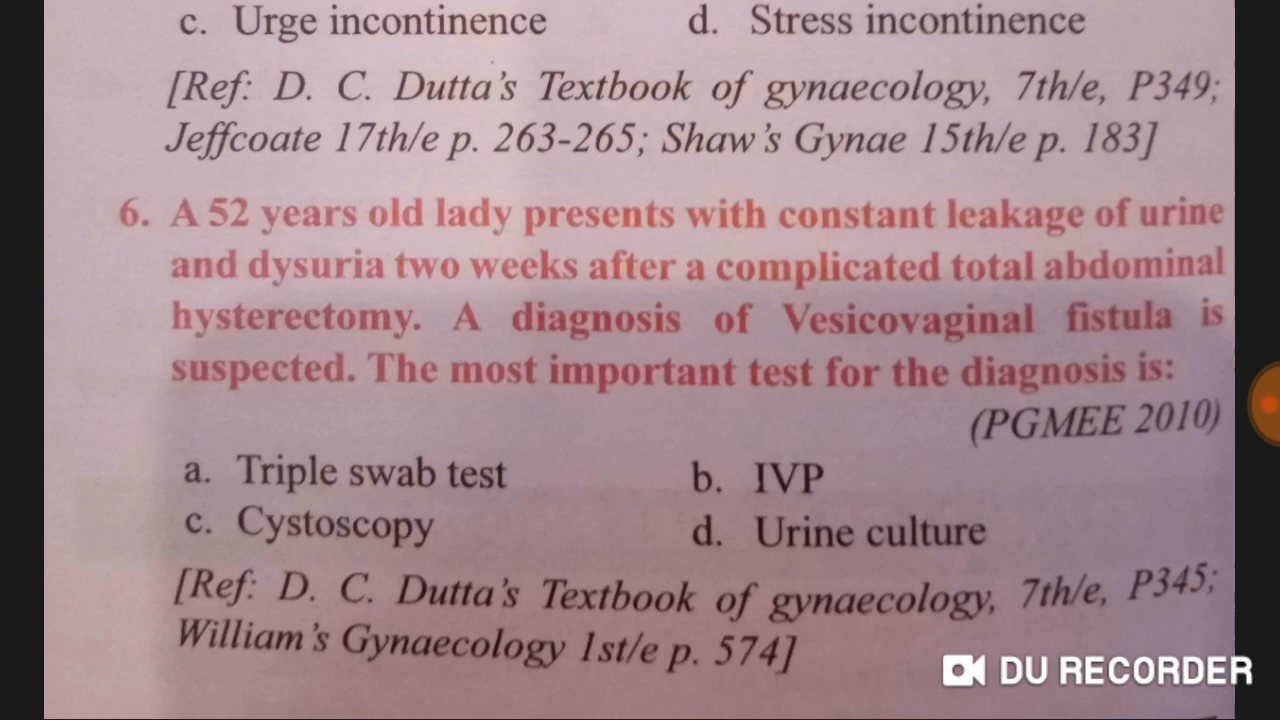 c. Urge incontinence d. Stress incontinence
[Ref: D. C. Dutta's Textbook of gynaecology, 7th/e, P349;
Jeffcoate 17th/e p. 263-265; Shaw's Gynae 15th/e p. 183]
6. A 52 years old lady presents with constant leakage of urine
and dysuria two weeks after a complicated total abdominal
hysterectomy. A diagnosis of Vesicovaginal fistula is
suspected. The most important test for the diagnosis is:
(PGMEE 2010)
a. Triple swab test b. IVP
c. Cystoscopy d. Urine culture
[Ref: D. C. Dutta's Textbook of gynaecology, 7th/e, P345;
William's Gynaecology 1st/e p. 574]
DU RECORDER